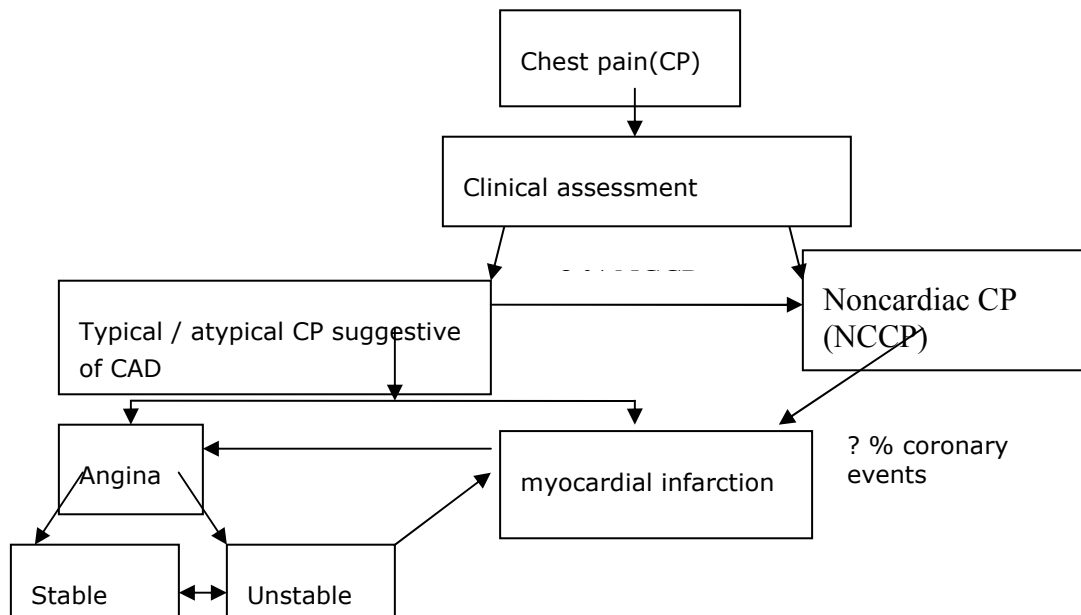 Chest pain(CP)
Clinical assessment
Noncardiac CP
(NCCP)
Typical / atypical CP suggestive
of CAD
? % coronary
events
Angina
myocardial infarction
Stable
Unstable